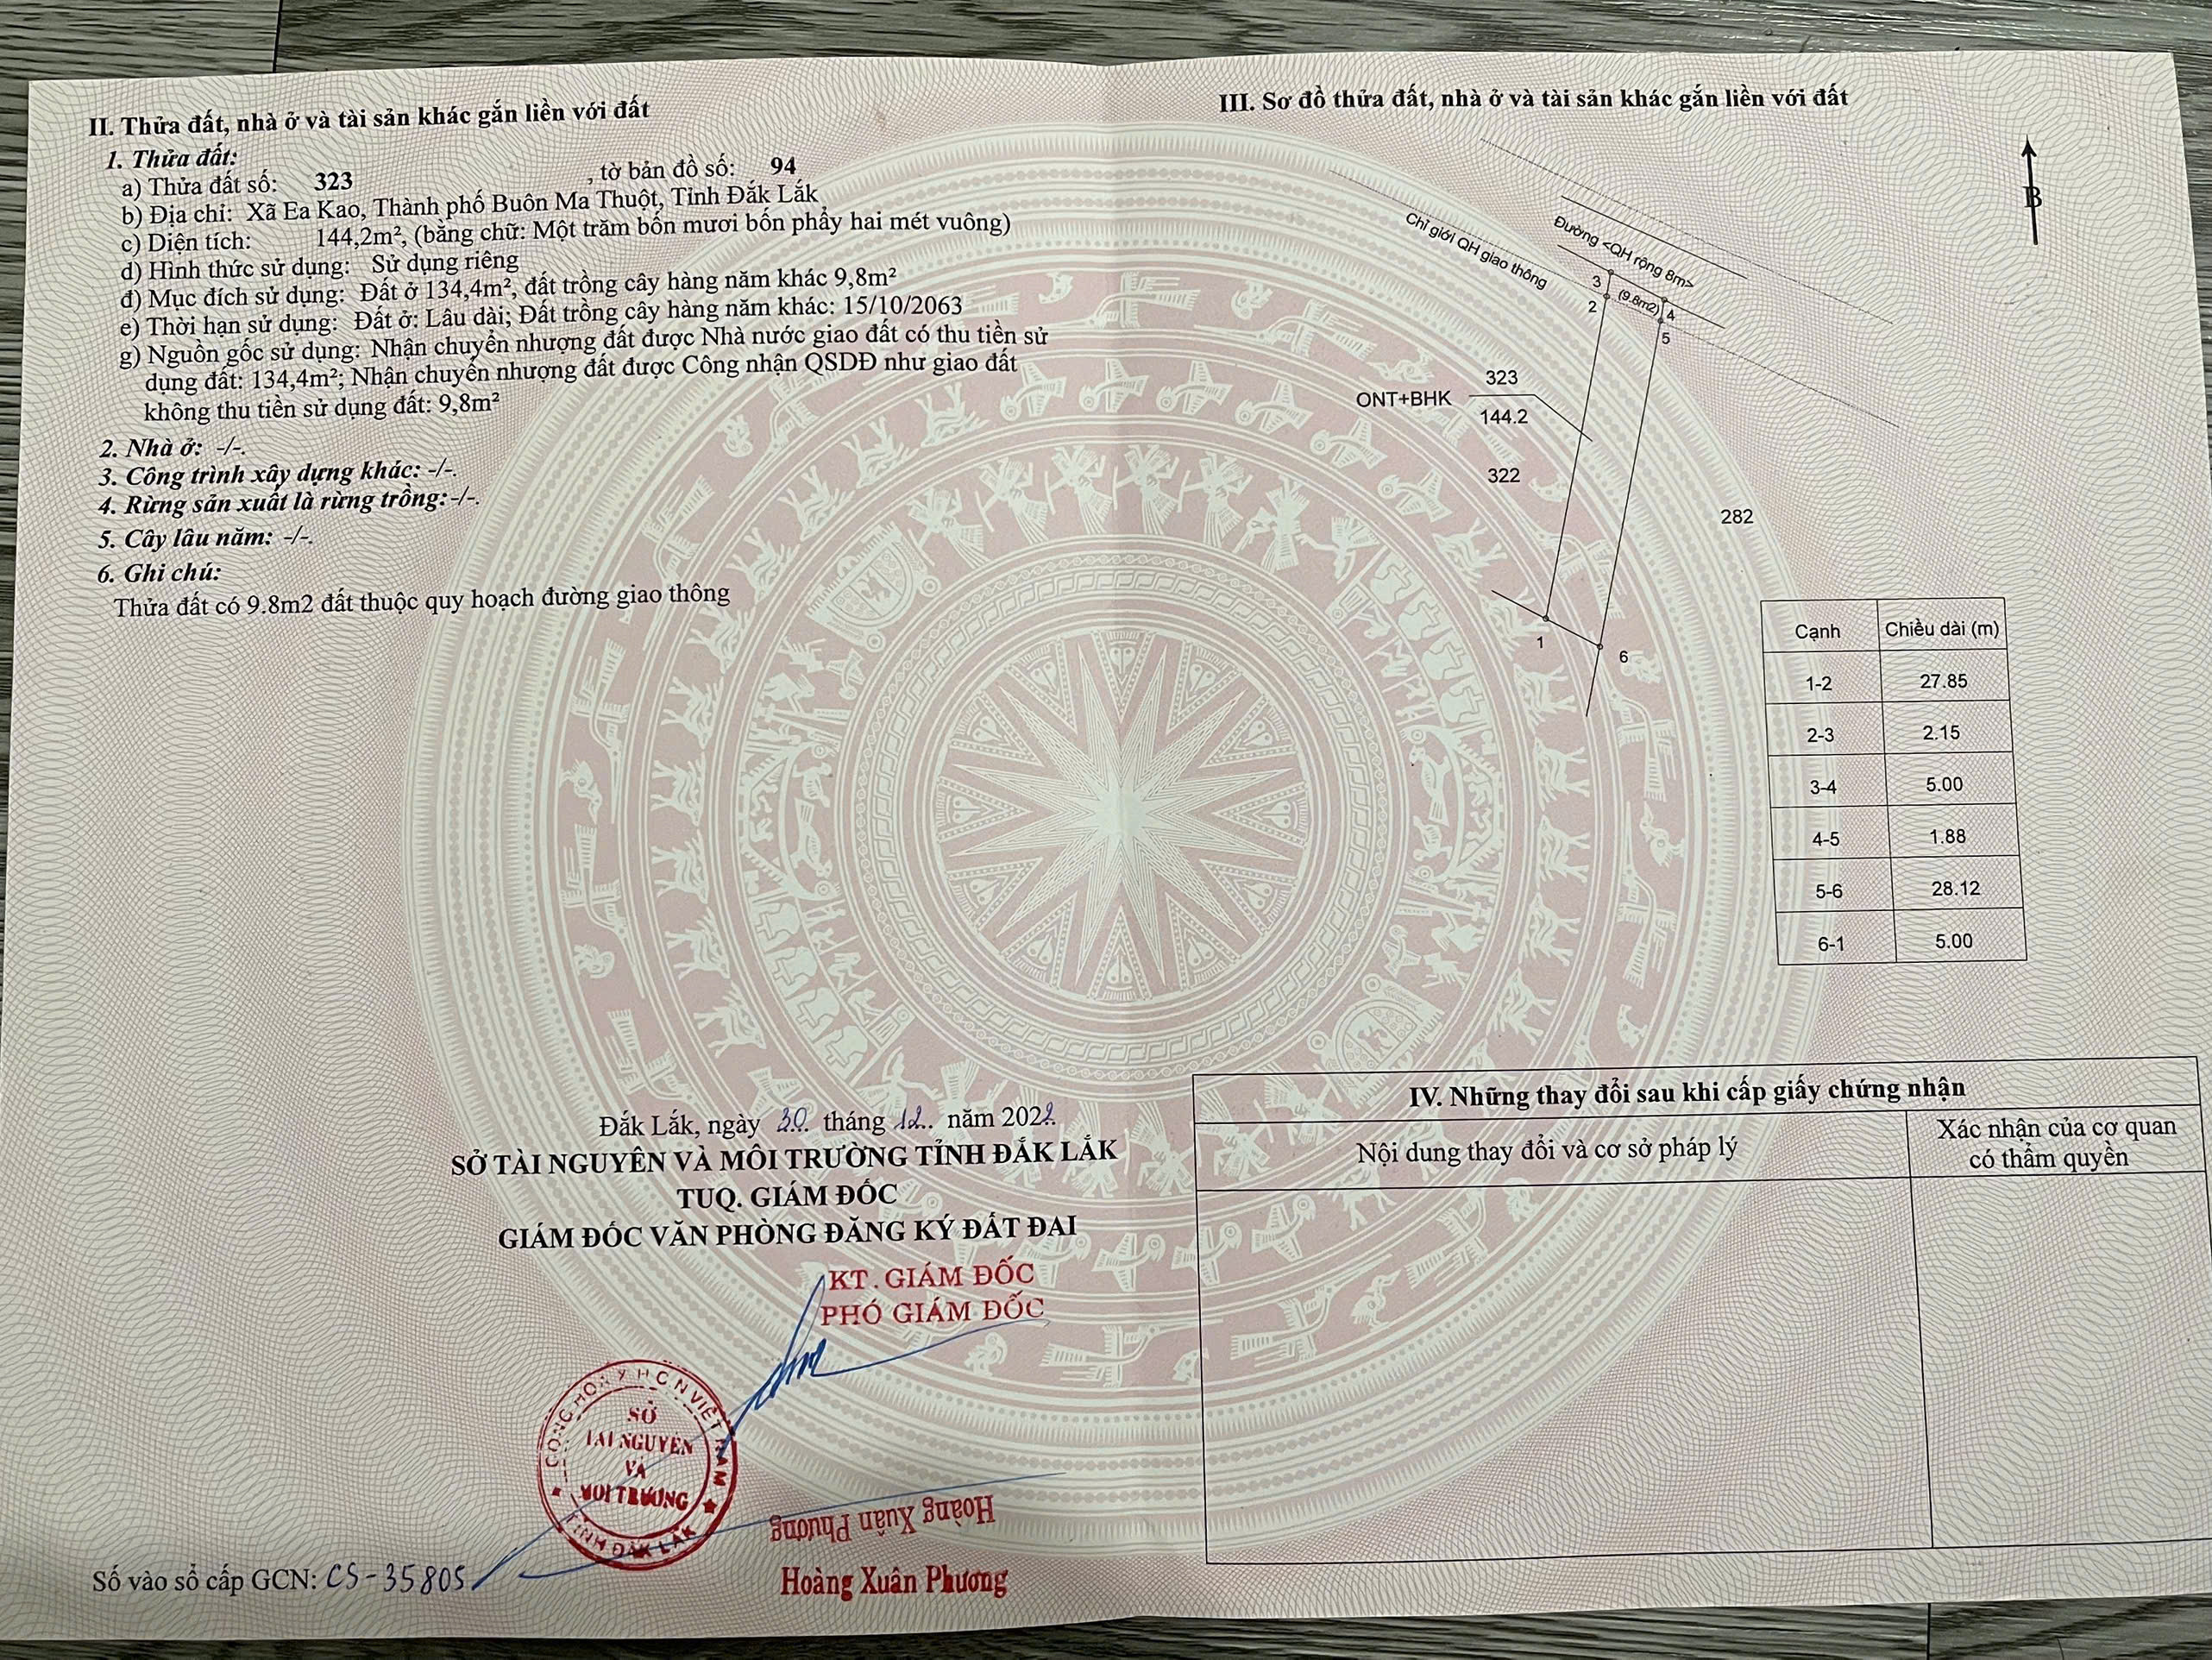 II. Thửa đất, nhà ở và tài sản khác gắn liền với đất
1. Thửa đất:
a) Thửa đất số: 323 , tờ bản đồ số: 94
b) Địa chỉ: Xã Ea Kao, Thành phố Buôn Ma Thuột, Tỉnh Đắk Lắk
c) Diện tích: 144,2m², (bằng chữ: Một trăm bốn mươi bốn phẩy hai mét vuông)
d) Hình thức sử dụng: Sử dụng riêng
đ) Mục đích sử dụng: Đất ở 134,4m², đất trồng cây hàng năm khác 9,8m²
e) Thời hạn sử dụng: Đất ở: Lâu dài; Đất trồng cây hàng năm khác: 15/10/2063
g) Nguồn gốc sử dụng: Nhận chuyển nhượng đất được Nhà nước giao đất có thu tiền sử
dụng đất: 134,4m²; Nhận chuyển nhượng đất được Công nhận QSDĐ như giao đất
không thu tiền sử dụng đất: 9,8m²
2. Nhà ở: -/-.
3. Công trình xây dựng khác: -/-.
4. Rừng sản xuất là rừng trồng: -/-.
5. Cây lâu năm: -/-.
6. Ghi chú:
Thửa đất có 9.8m2 đất thuộc quy hoạch đường giao thông
Đắk Lắk, ngày 30 tháng 12 năm 2022
SỞ TÀI NGUYÊN VÀ MÔI TRƯỜNG TỈNH ĐẮK LẮK
TUQ. GIÁM ĐỐC
GIÁM ĐỐC VĂN PHÒNG ĐĂNG KÝ ĐẤT ĐAI
KT. GIÁM ĐỐC
PHÓ GIÁM ĐỐC
CỘNG HÒA X H C N VIỆT NAM
SỞ
TÀI NGUYÊN
VÀ
MÔI TRƯỜNG
TỈNH ĐẮK LẮK
Hoàng Xuân Phương
Hoàng Xuân Phương
Số vào sổ cấp GCN: CS-35805
III. Sơ đồ thửa đất, nhà ở và tài sản khác gắn liền với đất
B
Đường <QH rộng 8m>
Chỉ giới QH giao thông
3
(9.8m2)
4
2
5
323
ONT+BHK
144.2
322
282
1
6
Cạnh Chiều dài (m)
1-2 27.85
2-3 2.15
3-4 5.00
4-5 1.88
5-6 28.12
6-1 5.00
IV. Những thay đổi sau khi cấp giấy chứng nhận
Nội dung thay đổi và cơ sở pháp lý
Xác nhận của cơ quan
có thẩm quyền